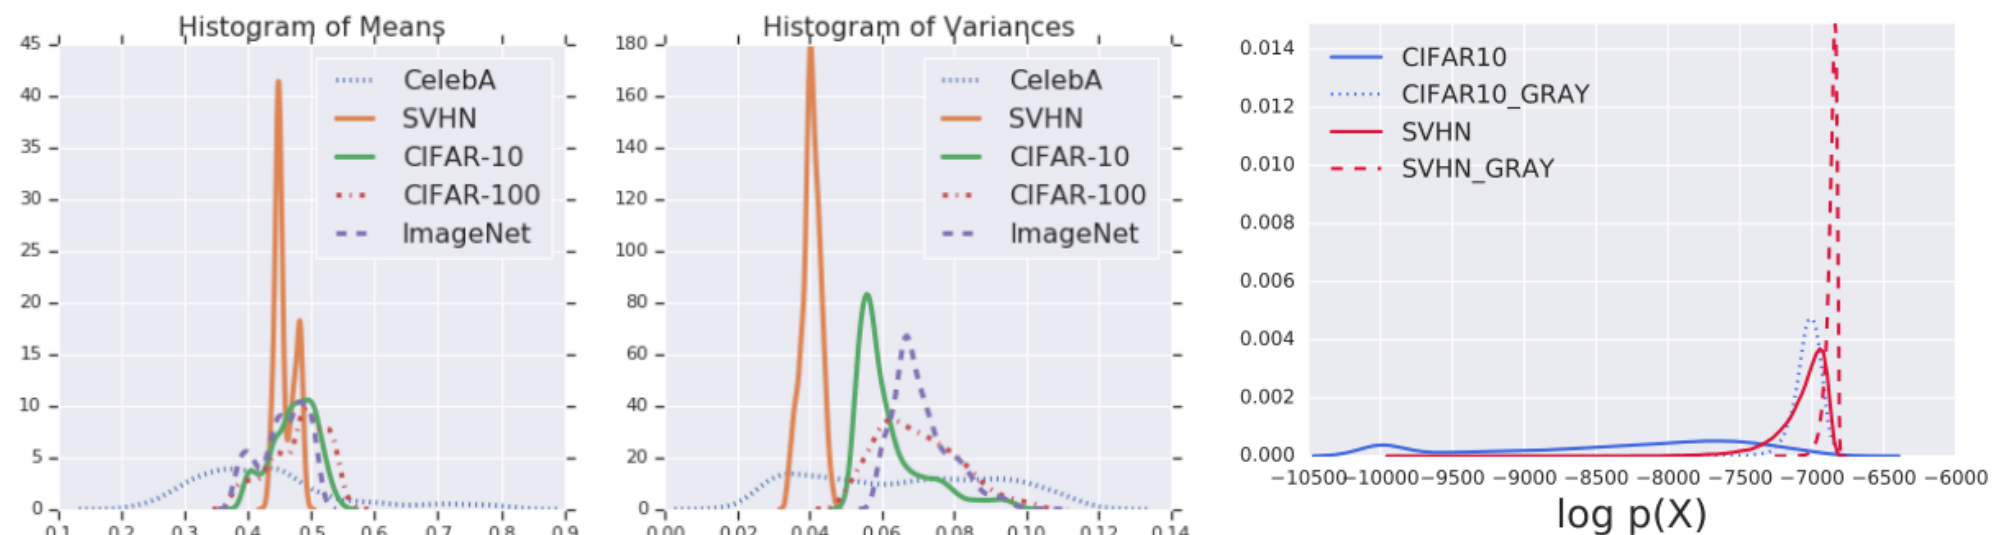 Histogram of Means
45
40
35
30
25
20
15
10
5
0
0.1 0.2 0.3 0.4 0.5 0.6 0.7 0.8 0.9
CelebA
SVHN
CIFAR-10
CIFAR-100
ImageNet
Histogram of Variances
180
160
140
120
100
80
60
40
20
0
0.00 0.02 0.04 0.06 0.08 0.10 0.12 0.14
CelebA
SVHN
CIFAR-10
CIFAR-100
ImageNet
0.014
0.012
0.010
0.008
0.006
0.004
0.002
0.000
−10500 −10000 −9500 −9000 −8500 −8000 −7500 −7000 −6500 −6000
CIFAR10
CIFAR10_GRAY
SVHN
SVHN_GRAY
log p(X)